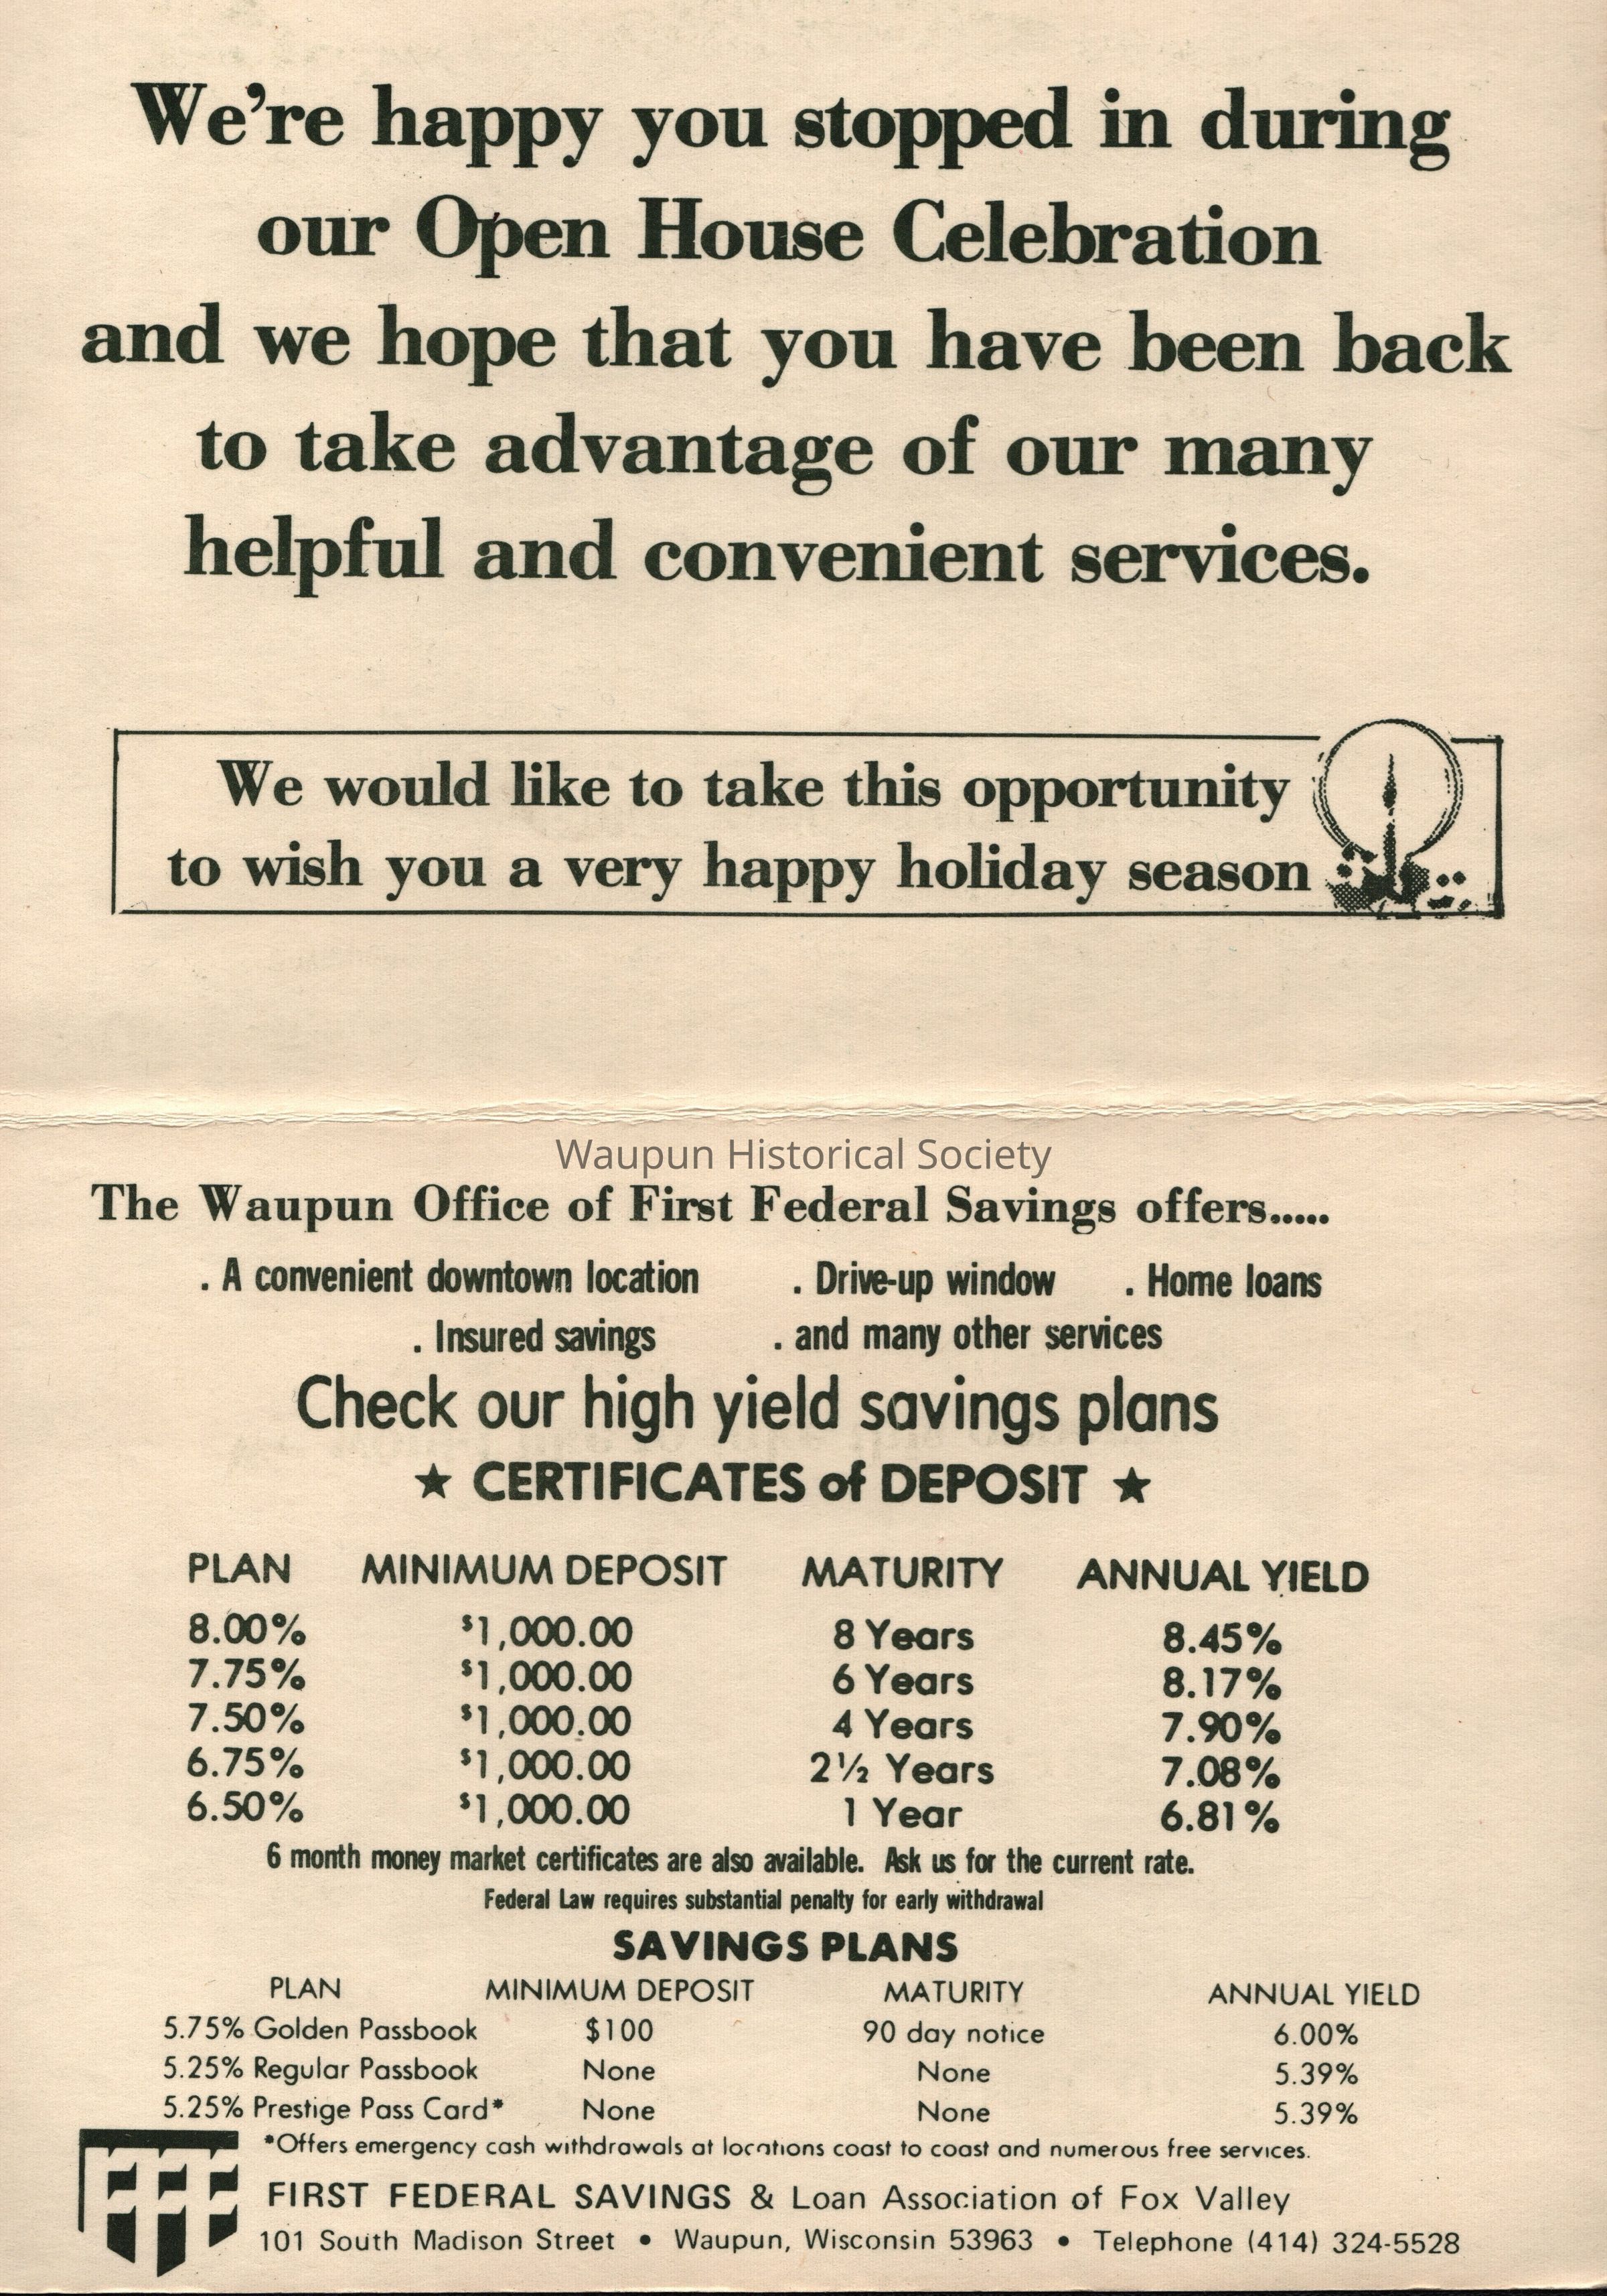 We're happy you stopped in during
our Open House Celebration
and we hope that you have been back
to take advantage of our many
helpful and convenient services.
We would like to take this opportunity
to wish you a very happy holiday season
Waupun Historical Society
The Waupun Office of First Federal Savings offers.....
. A convenient downtown location . Drive-up window . Home loans
. Insured savings . and many other services
Check our high yield savings plans
★ CERTIFICATES of DEPOSIT ★
PLAN MINIMUM DEPOSIT MATURITY ANNUAL YIELD
8.00% $1,000.00 8 Years 8.45%
7.75% $1,000.00 6 Years 8.17%
7.50% $1,000.00 4 Years 7.90%
6.75% $1,000.00 2½ Years 7.08%
6.50% $1,000.00 1 Year 6.81%
6 month money market certificates are also available. Ask us for the current rate.
Federal Law requires substantial penalty for early withdrawal
SAVINGS PLANS
PLAN MINIMUM DEPOSIT MATURITY ANNUAL YIELD
5.75% Golden Passbook $100 90 day notice 6.00%
5.25% Regular Passbook None None 5.39%
5.25% Prestige Pass Card* None None 5.39%
*Offers emergency cash withdrawals at locations coast to coast and numerous free services.
FIRST FEDERAL SAVINGS & Loan Association of Fox Valley
101 South Madison Street • Waupun, Wisconsin 53963 • Telephone (414) 324-5528